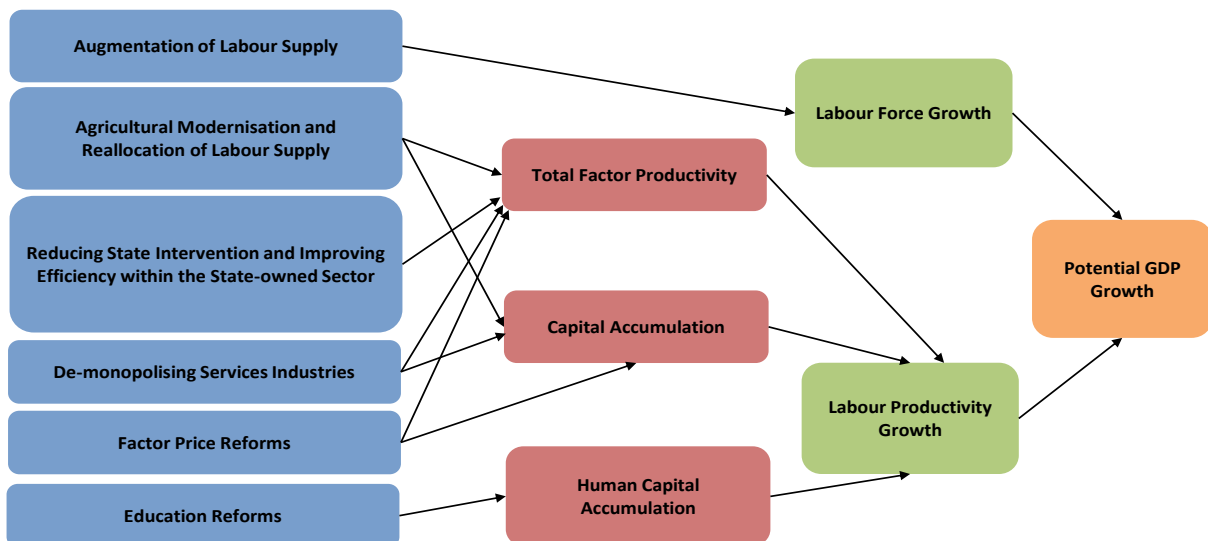 Augmentation of Labour Supply
Agricultural Modernisation and
Reallocation of Labour Supply
Reducing State Intervention and Improving
Efficiency within the State-owned Sector
De-monopolising Services Industries
Factor Price Reforms
Education Reforms
Total Factor Productivity
Capital Accumulation
Human Capital
Accumulation
Labour Force Growth
Labour Productivity
Growth
Potential GDP
Growth